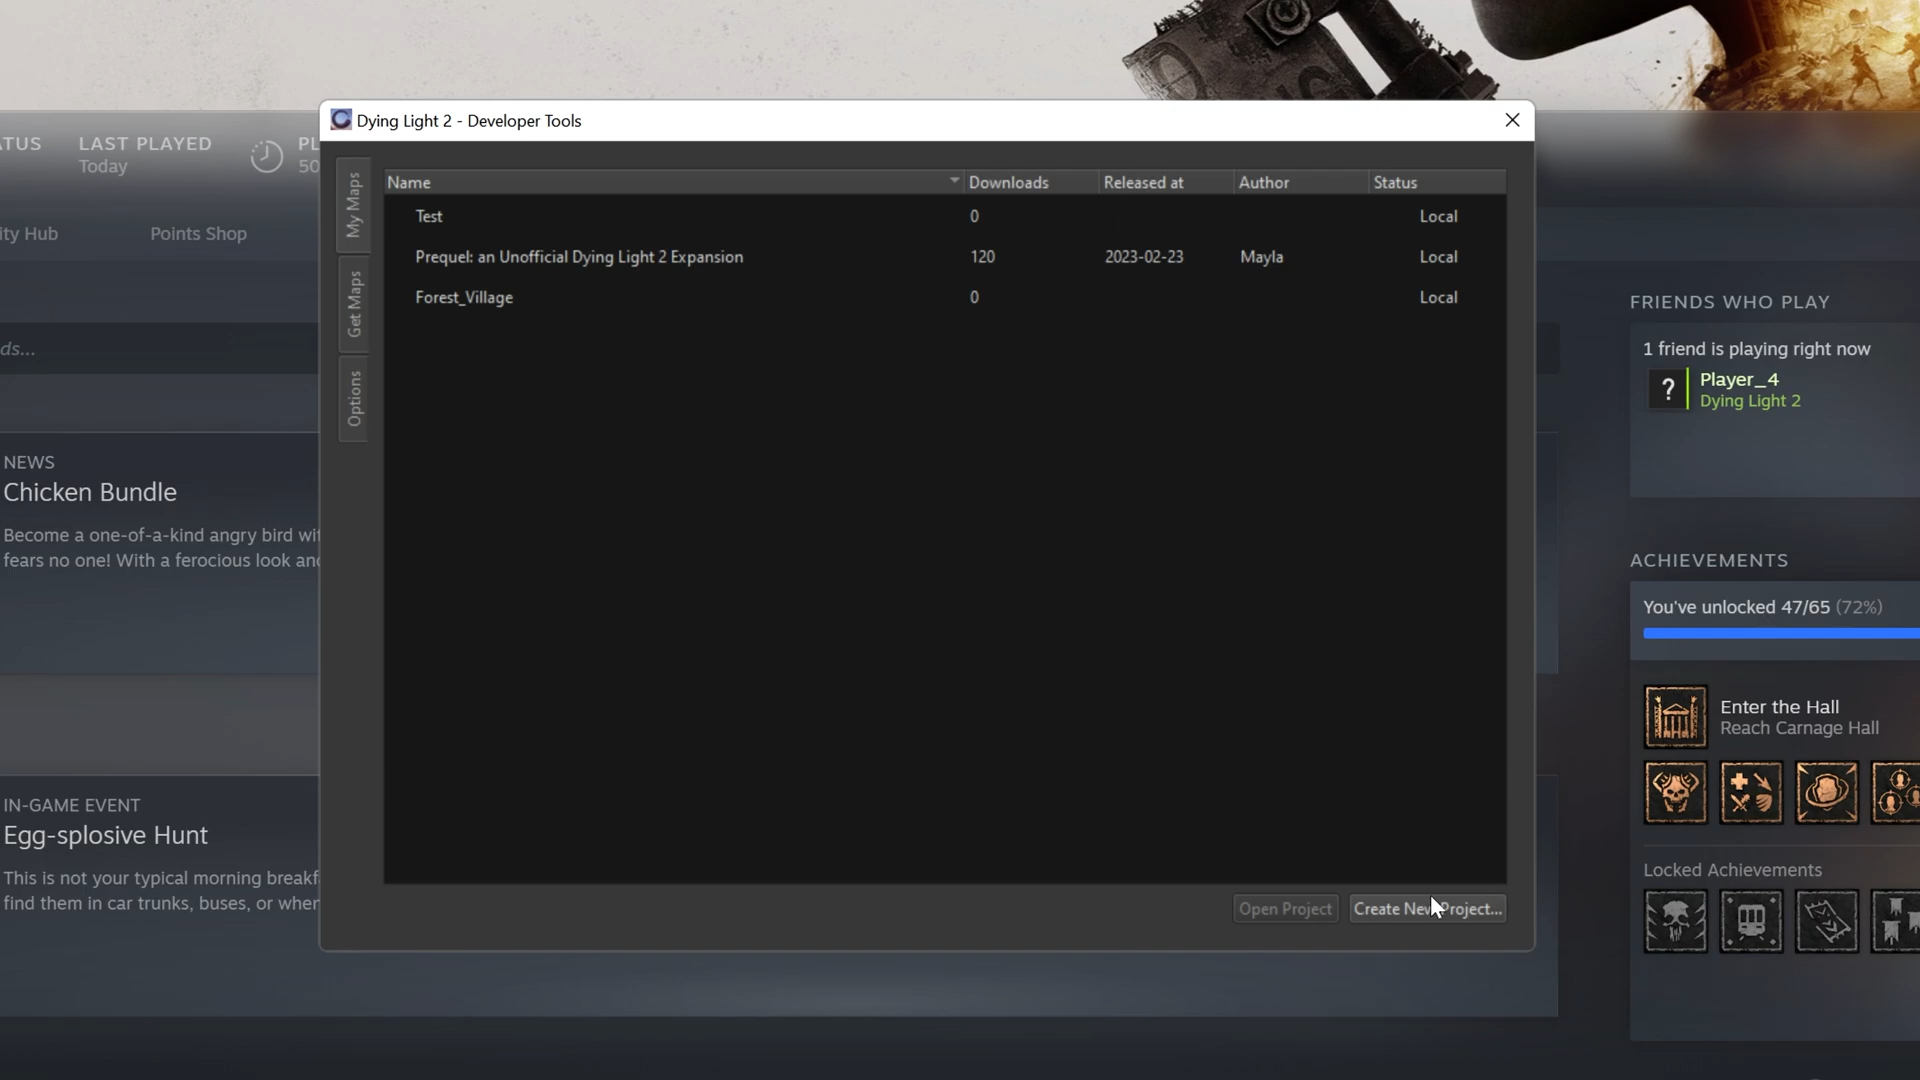 Dying Light 2 - Developer Tools
ATUS
LAST PLAYED
Today
PL
50
ity Hub
Points Shop
ds...
My Maps
Get Maps
Options
Name
Downloads
Released at
Author
Status
Test
0
Local
Prequel: an Unofficial Dying Light 2 Expansion
120
2023-02-23
Mayla
Local
Forest_Village
0
Local
Open Project
Create New Project...
NEWS
Chicken Bundle
Become a one-of-a-kind angry bird wit
fears no one! With a ferocious look and
IN-GAME EVENT
Egg-splosive Hunt
This is not your typical morning breakf
find them in car trunks, buses, or wher
FRIENDS WHO PLAY
1 friend is playing right now
?
Player_4
Dying Light 2
ACHIEVEMENTS
You've unlocked 47/65 (72%)
Enter the Hall
Reach Carnage Hall
Locked Achievements